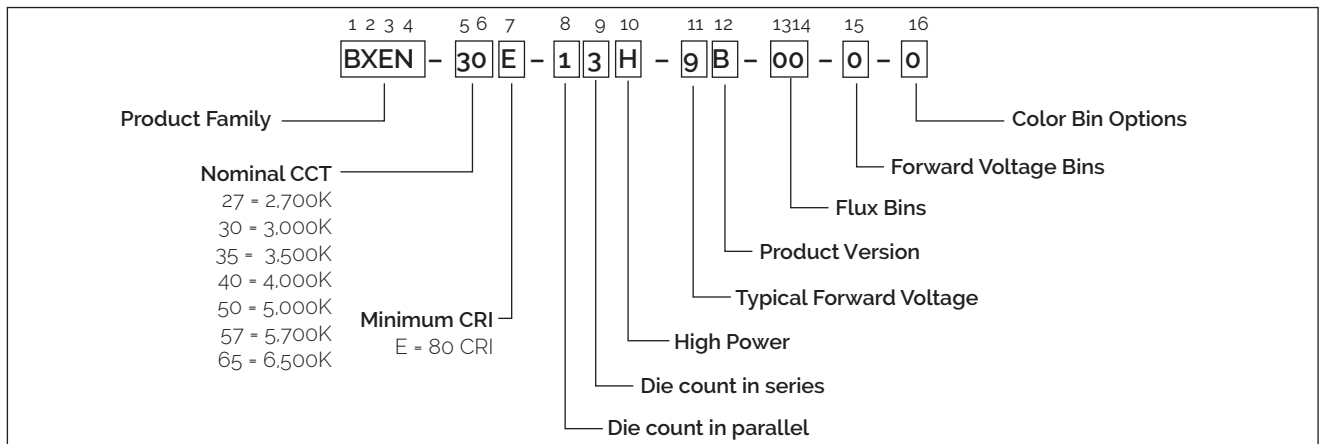 1 2 3 4 5 6 7 8 9 10 11 12 1314 15 16
BXEN – 30 E – 1 3 H – 9 B – 00 – 0 – 0
Product Family
Color Bin Options
Nominal CCT
27 = 2,700K
30 = 3,000K
35 = 3,500K
40 = 4,000K
50 = 5,000K
57 = 5,700K
65 = 6,500K
Forward Voltage Bins
Flux Bins
Product Version
Typical Forward Voltage
Minimum CRI
E = 80 CRI
High Power
Die count in series
Die count in parallel